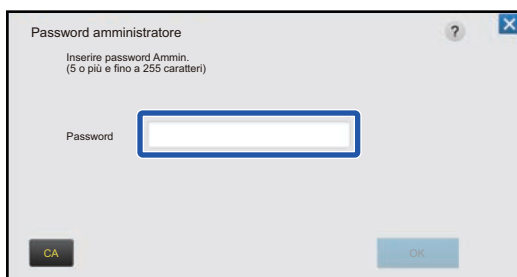 Password amministratore
?
Inserire password Ammin.
(5 o più e fino a 255 caratteri)
Password
CA
OK